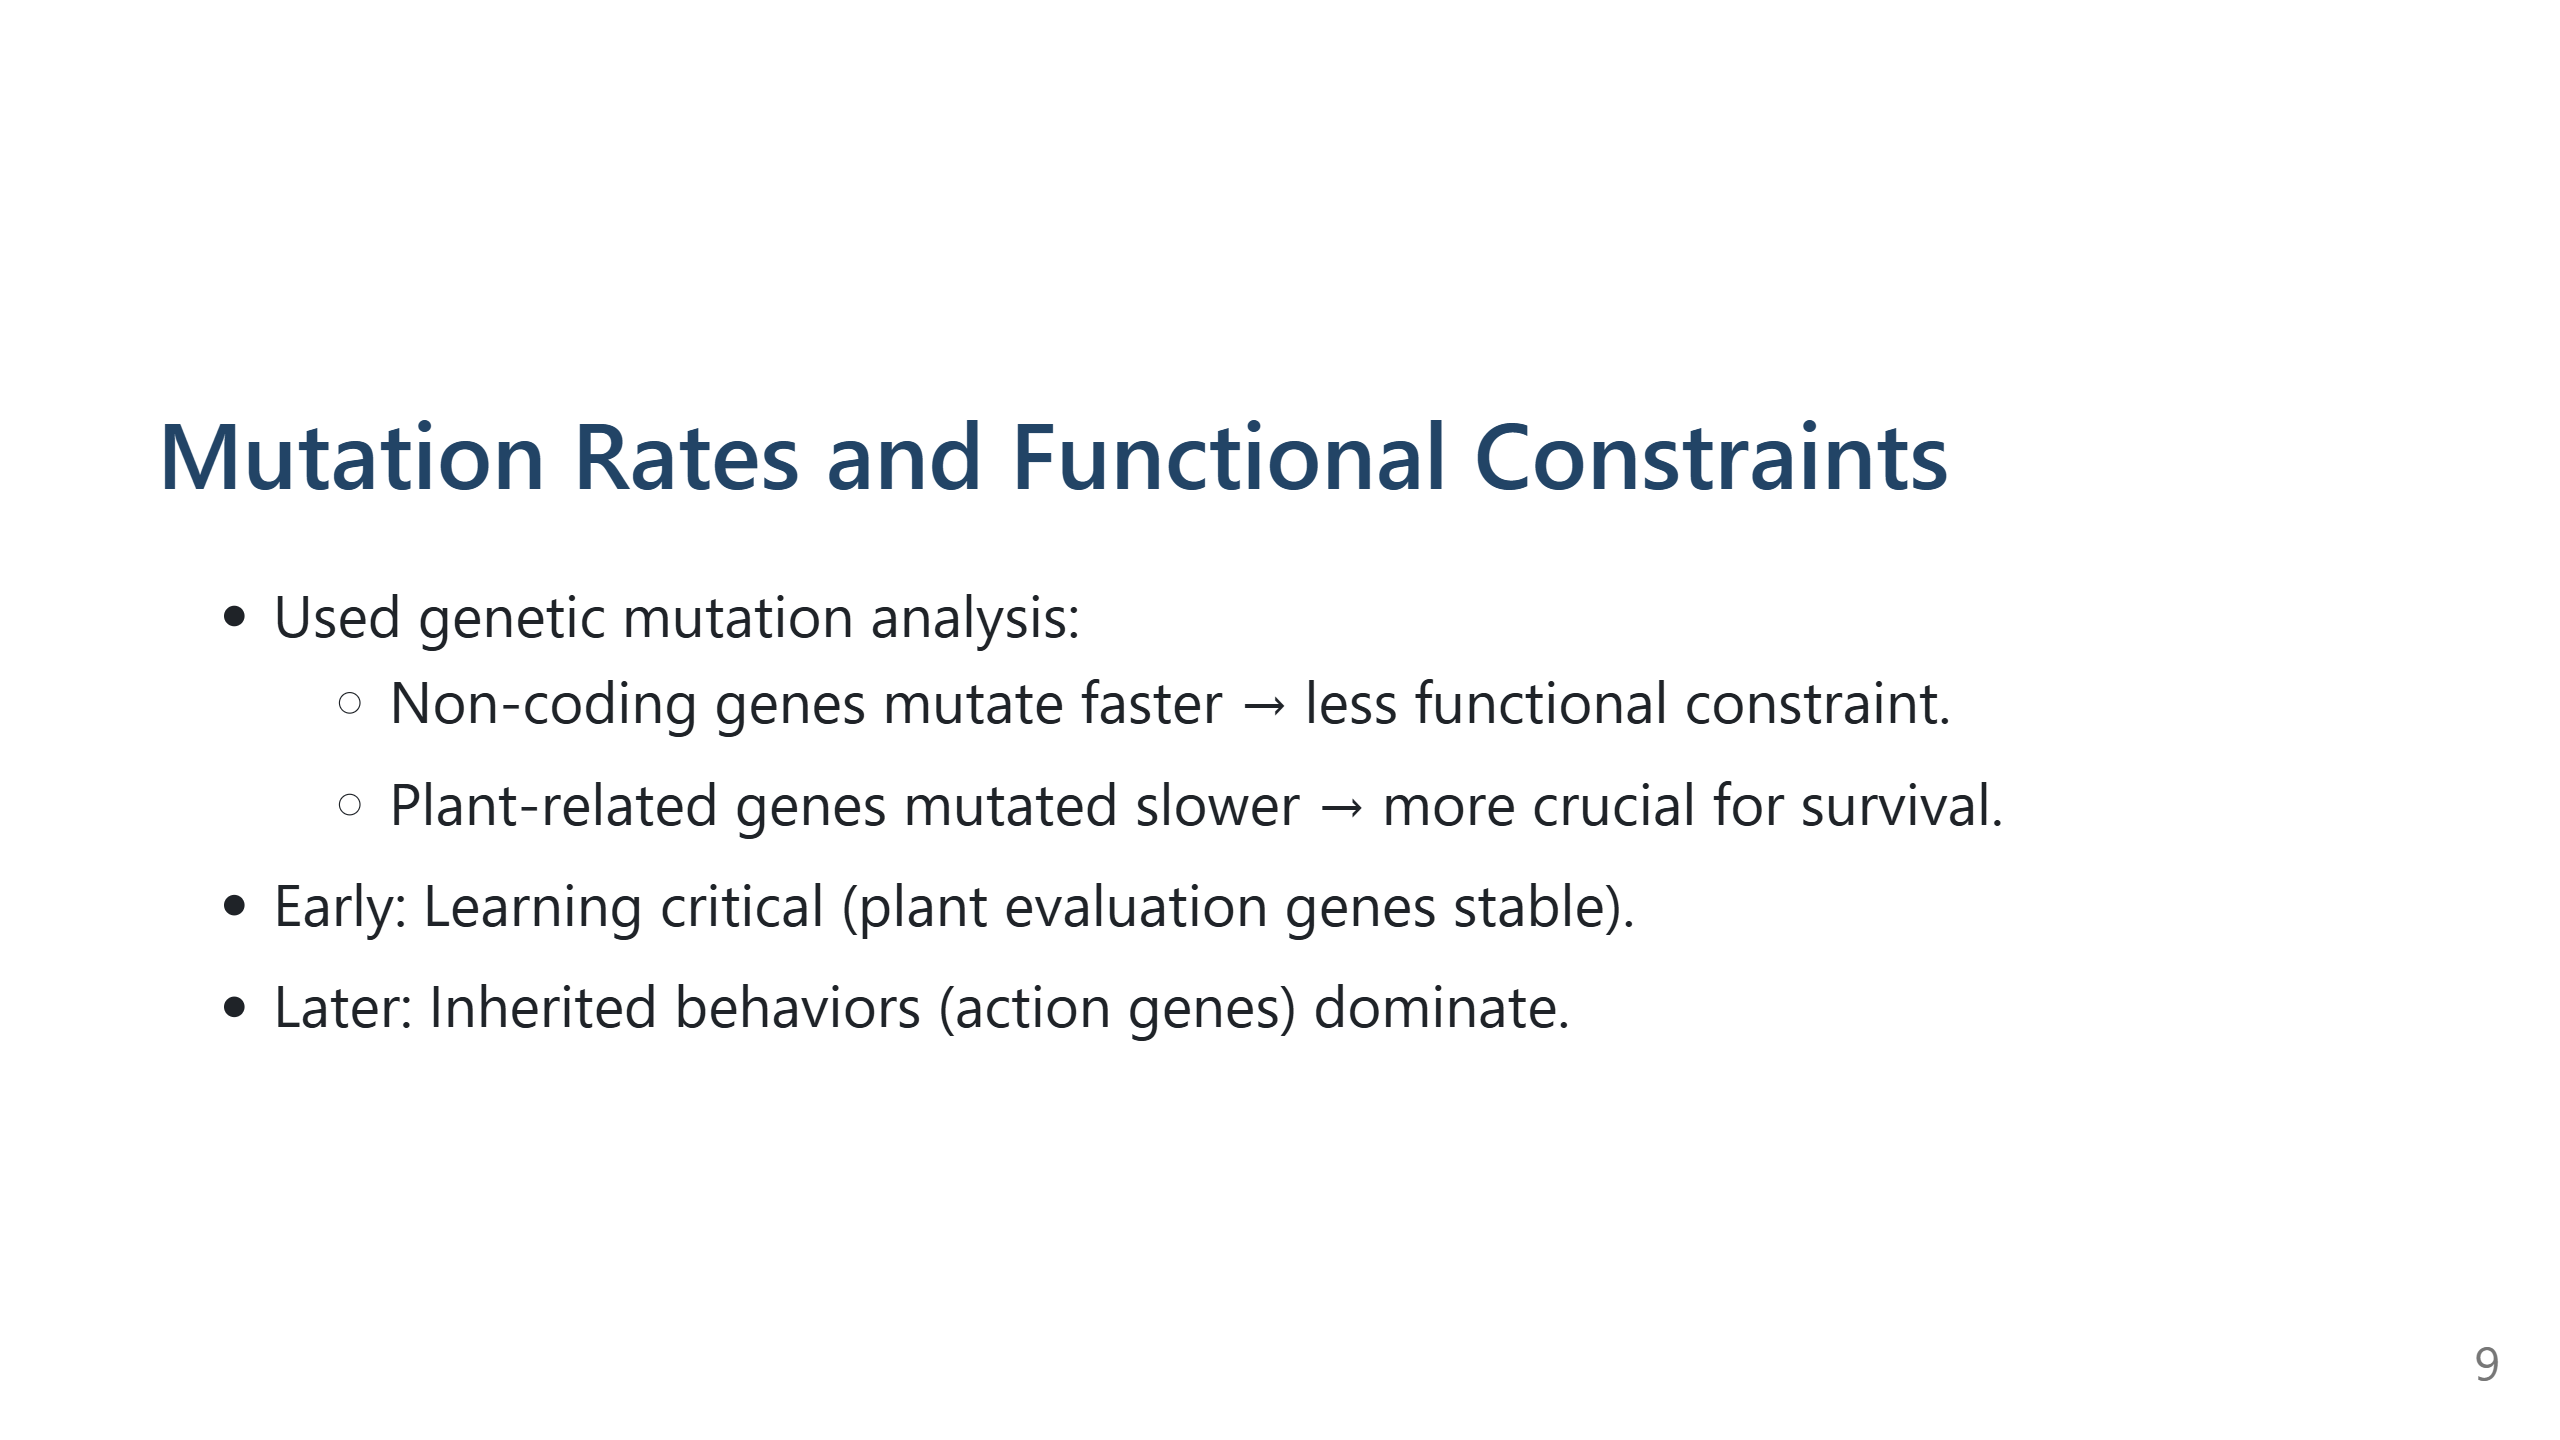 Mutation Rates and Functional Constraints
• Used genetic mutation analysis:
○ Non-coding genes mutate faster → less functional constraint.
○ Plant-related genes mutated slower → more crucial for survival.
• Early: Learning critical (plant evaluation genes stable).
• Later: Inherited behaviors (action genes) dominate.
9